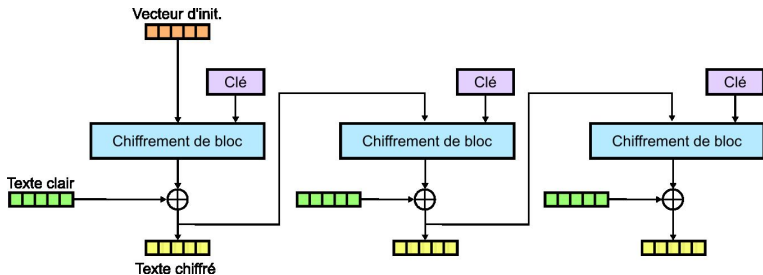 Vecteur d'init.
Clé
Clé
Clé
Chiffrement de bloc
Chiffrement de bloc
Chiffrement de bloc
Texte clair
Texte chiffré